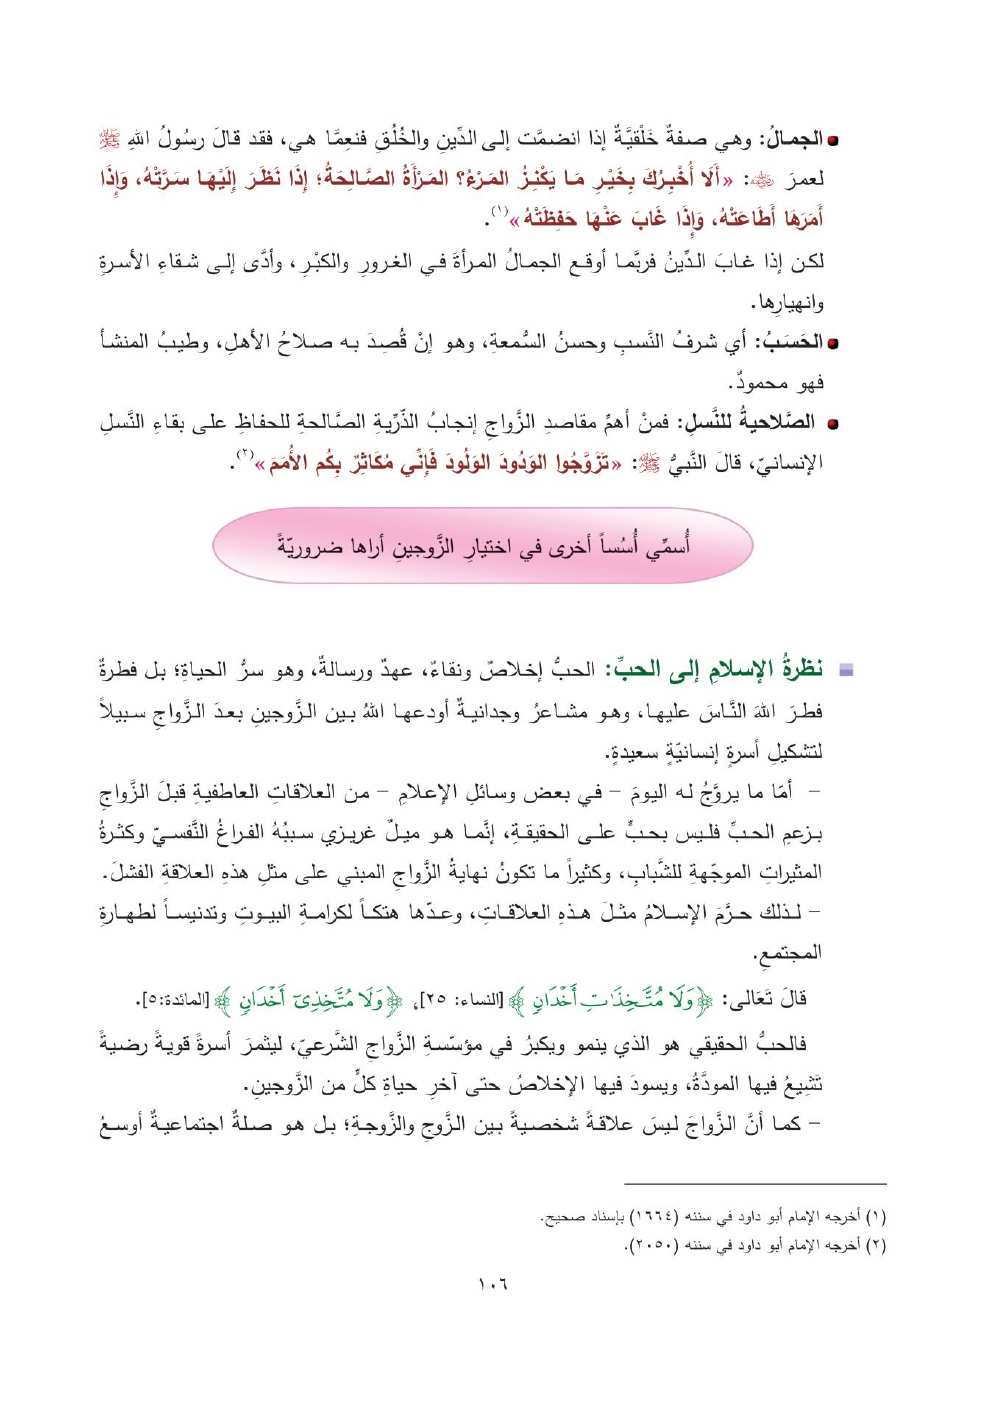 • الجمالُ: وهي صفةٌ خَلْقيَّةٌ إذا انضمَّت إلى الدِّينِ والخُلُقِ فنعِمَّا هي، فقد قالَ رسُولُ اللهِ ﷺ
لعمرَ ﵁: «أَلَا أُخْبِرُكَ بِخَيْرِ مَا يَكْنِزُ المَرْءُ؟ المَرْأَةُ الصَّالِحَةُ؛ إِذَا نَظَرَ إِلَيْهَا سَرَّتْهُ، وَإِذَا
أَمَرَهَا أَطَاعَتْهُ، وَإِذَا غَابَ عَنْهَا حَفِظَتْهُ»(١).
لكن إذا غابَ الدِّينُ فربَّما أوقع الجمالُ المرأةَ في الغرورِ والكبْرِ، وأدَّى إلى شقاءِ الأسرةِ
وانهيارِها.
• الحَسَبُ: أي شرفُ النَّسبِ وحسنُ السُّمعةِ، وهو إنْ قُصِدَ به صلاحُ الأهلِ، وطيبُ المنشأ
فهو محمودٌ.
• الصَّلاحيةُ للنَّسلِ: فمنْ أهمِّ مقاصدِ الزَّواجِ إنجابُ الذّرِّيةِ الصَّالحةِ للحفاظِ على بقاءِ النَّسلِ
الإنسانيّ، قالَ النَّبيُّ ﷺ: «تَزَوَّجُوا الوَدُودَ الوَلُودَ فَإِنِّي مُكَاثِرٌ بِكُم الأُمَمَ»(٢).
أُسمِّي أُسُساً أخرى في اختيارِ الزَّوجينِ أراها ضروريّةً
نظرةُ الإسلامِ إلى الحبِّ: الحبُّ إخلاصٌ ونقاءٌ، عهدٌ ورسالةٌ، وهو سرُّ الحياةِ؛ بل فطرةٌ
فطرَ اللهَ النَّاسَ عليها، وهو مشاعرُ وجدانيةٌ أودعها اللهُ بين الزَّوجينِ بعدَ الزَّواجِ سبيلاً
لتشكيلِ أسرةٍ إنسانيّةٍ سعيدةٍ.
– أمّا ما يروَّجُ له اليومَ – في بعض وسائلِ الإعلامِ – من العلاقاتِ العاطفيةِ قبلَ الزَّواجِ
بزعمِ الحبِّ فليس بحبٍّ على الحقيقةِ، إنَّما هو ميلٌ غريزي سببُهُ الفراغُ النَّفسيّ وكثرةُ
المثيراتِ الموجّهةِ للشَّبابِ، وكثيراً ما تكونُ نهايةُ الزَّواجِ المبني على مثلِ هذهِ العلاقةِ الفشلَ.
– لذلك حرَّمَ الإسلامُ مثلَ هذهِ العلاقاتِ، وعدّها هتكاً لكرامةِ البيوتِ وتدنيساً لطهارةِ
المجتمعِ.
قالَ تَعَالى: ﴿وَلَا مُتَّخِذَاتِ أَخْدَانٍ﴾ [النساء: ٢٥]، ﴿وَلَا مُتَّخِذِي أَخْدَانٍ﴾ [المائدة:٥].
فالحبُّ الحقيقي هو الذي ينمو ويكبرُ في مؤسّسةِ الزَّواجِ الشَّرعيّ، ليثمرَ أسرةً قويةً رضيةً
تَشِيعُ فيها المودَّةُ، ويسودَ فيها الإخلاصُ حتى آخرِ حياةِ كلٍّ من الزَّوجينِ.
– كما أنَّ الزَّواجَ ليسَ علاقةً شخصيةً بين الزَّوجِ والزَّوجةِ؛ بل هو صلةٌ اجتماعيةٌ أوسعُ
(١) أخرجه الإمام أبو داود في سننه (١٦٦٤) بإسناد صحيح.
(٢) أخرجه الإمام أبو داود في سننه (٢٠٥٠).
١٠٦